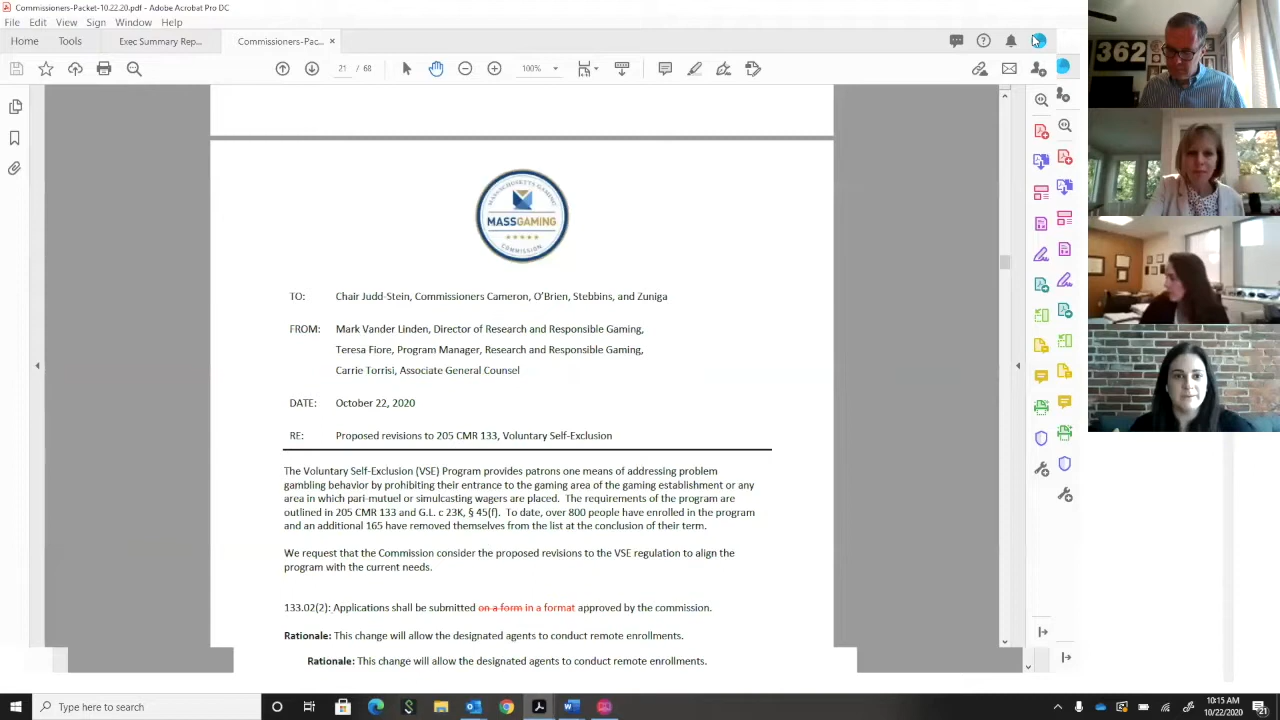 Commissioners-Packet-10.22.20.pdf - Adobe Acrobat Pro DC
File Edit View Sign Window Help
Home Tools Exec Summary Rep... Commissioners-Pac... ×
21 68 100%
362
MASSACHUSETTS GAMING
MASSGAMING
COMMISSION
TO: Chair Judd-Stein, Commissioners Cameron, O'Brien, Stebbins, and Zuniga
FROM: Mark Vander Linden, Director of Research and Responsible Gaming,
Teresa Fiore, Program Manager, Research and Responsible Gaming,
Carrie Torrisi, Associate General Counsel
DATE: October 22, 2020
RE: Proposed revisions to 205 CMR 133, Voluntary Self-Exclusion
The Voluntary Self-Exclusion (VSE) Program provides patrons one means of addressing problem
gambling behavior by prohibiting their entrance to the gaming area of the gaming establishment or any
area in which pari-mutuel or simulcasting wagers are placed. The requirements of the program are
outlined in 205 CMR 133 and G.L. c 23K, § 45(f). To date, over 800 people have enrolled in the program
and an additional 165 have removed themselves from the list at the conclusion of their term.
We request that the Commission consider the proposed revisions to the VSE regulation to align the
program with the current needs.
133.02(2): Applications shall be submitted on a form in a format approved by the commission.
Rationale: This change will allow the designated agents to conduct remote enrollments.
Rationale: This change will allow the designated agents to conduct remote enrollments.
Type here to search
10:15 AM
10/22/2020
21